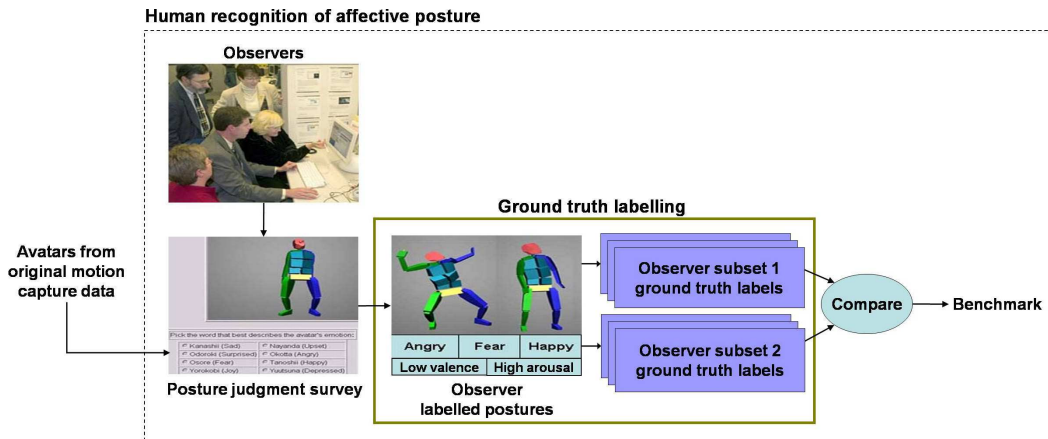 Human recognition of affective posture
Observers
Ground truth labelling
Avatars from
original motion
capture data
Pick the word that best describes the avatar's emotion:
Kanashii (Sad)
Nayanda (Upset)
Odoroki (Surprised)
Okotta (Angry)
Osore (Fear)
Tanoshii (Happy)
Yorokobi (Joy)
Yuutsuna (Depressed)
Posture judgment survey
Angry
Fear
Happy
Low valence
High arousal
Observer
labelled postures
Observer subset 1
ground truth labels
Observer subset 2
ground truth labels
Compare
Benchmark